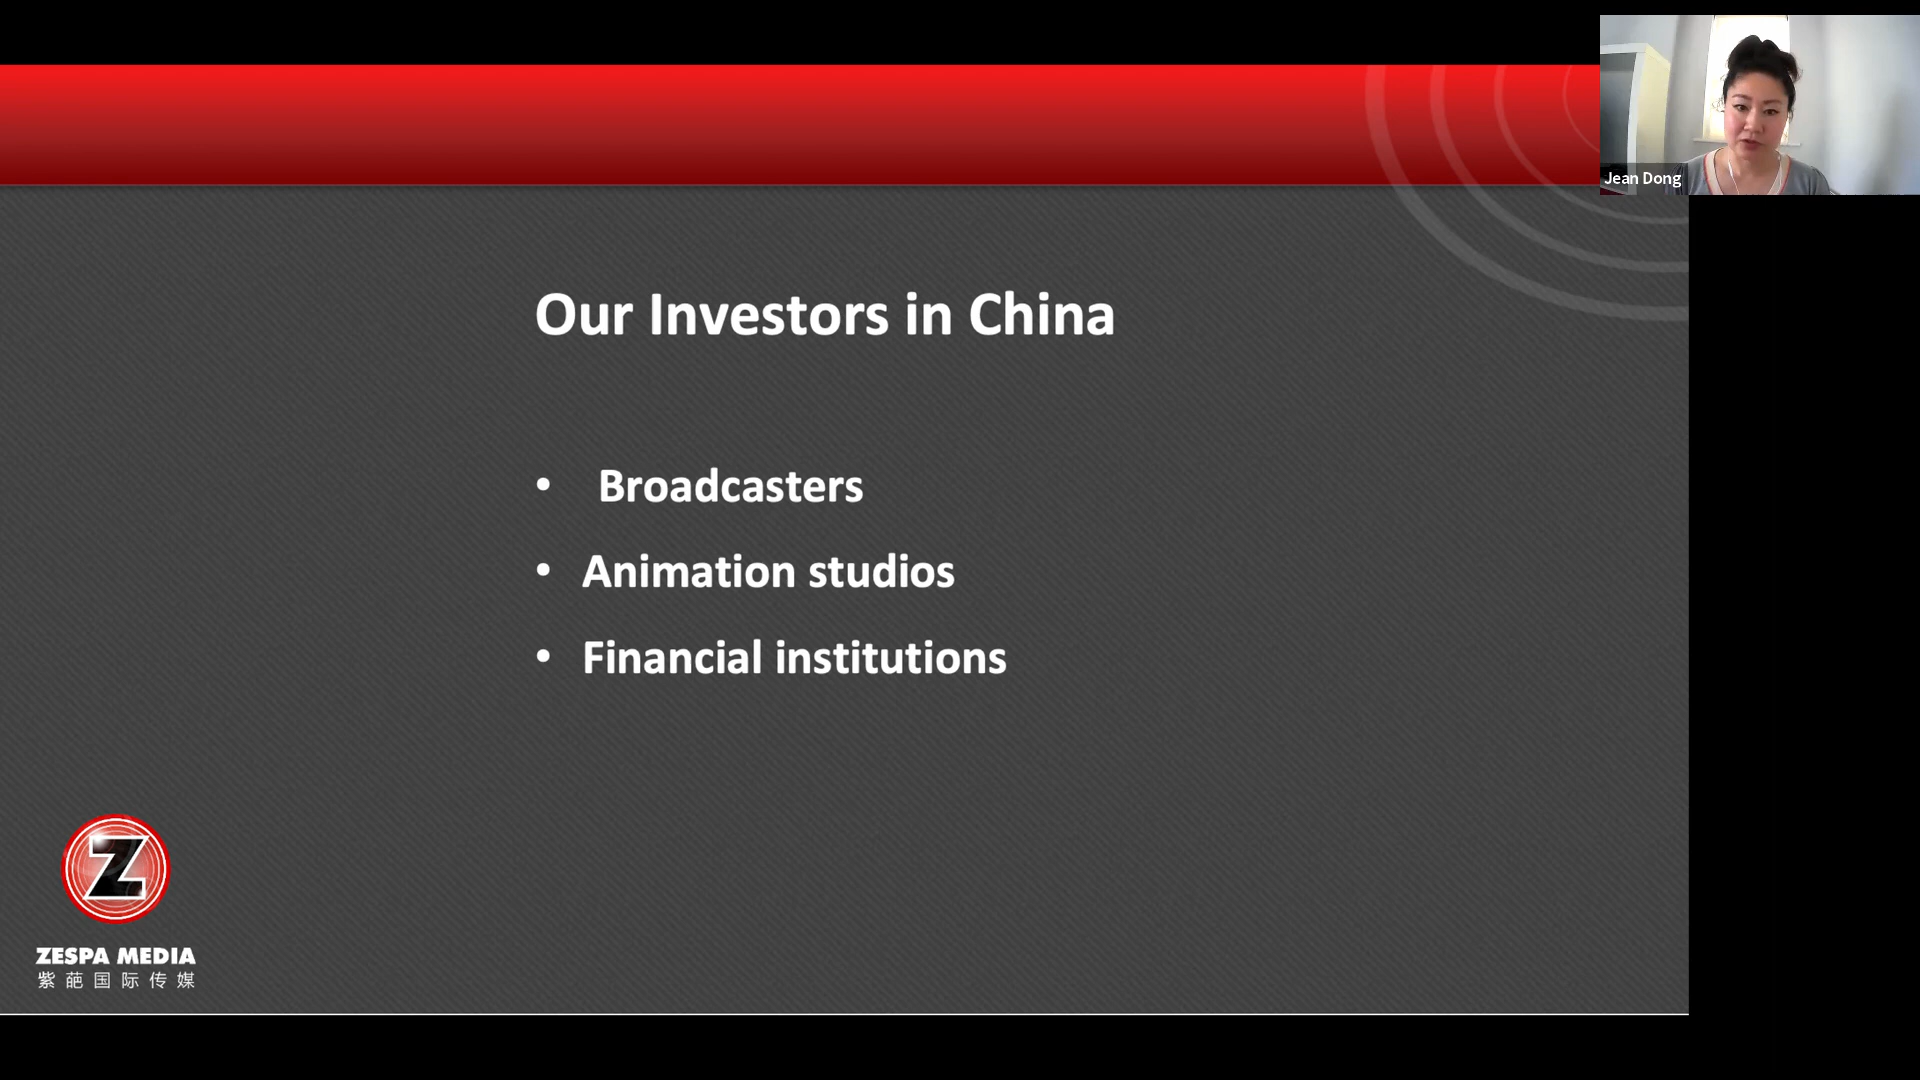 Jean Dong
Our Investors in China
• Broadcasters
• Animation studios
• Financial institutions
Z
ZESPA MEDIA
紫葩国际传媒